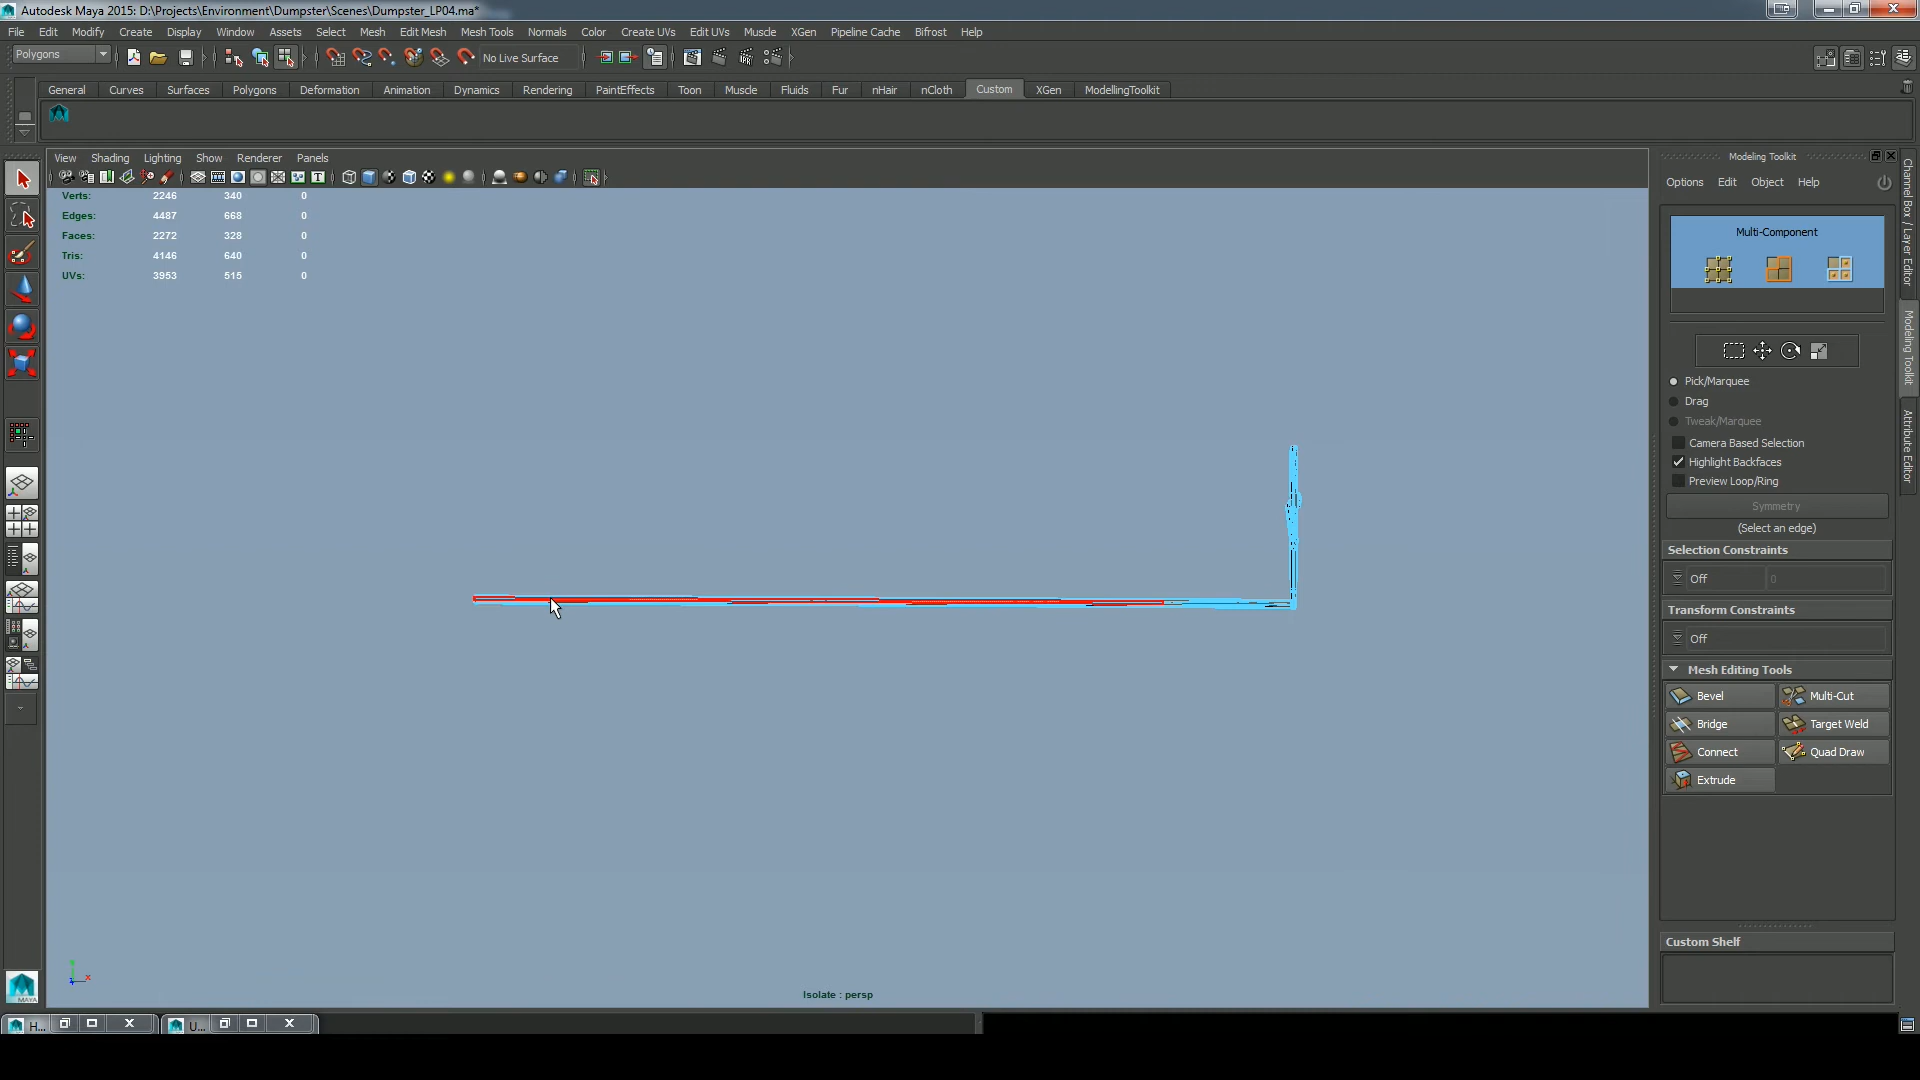 Autodesk Maya 2015: D:\Projects\Environment\Dumpster\Scenes\Dumpster_LP04.ma*
File Edit Modify Create Display Window Assets Select Mesh Edit Mesh Mesh Tools Normals Color Create UVs Edit UVs Muscle XGen Pipeline Cache Bifrost Help
Polygons No Live Surface
General Curves Surfaces Polygons Deformation Animation Dynamics Rendering PaintEffects Toon Muscle Fluids Fur nHair nCloth Custom XGen ModellingToolkit
View Shading Lighting Show Renderer Panels
Verts: 2246 340 0
Edges: 4487 668 0
Faces: 2272 328 0
Tris: 4146 640 0
UVs: 3953 515 0
Isolate : persp
Modeling Toolkit
Options Edit Object Help
Multi-Component
Pick/Marquee
Drag
Tweak/Marquee
Camera Based Selection
Highlight Backfaces
Preview Loop/Ring
Symmetry
(Select an edge)
Selection Constraints
Off 0
Transform Constraints
Off
Mesh Editing Tools
Bevel Multi-Cut
Bridge Target Weld
Connect Quad Draw
Extrude
Custom Shelf
Channel Box / Layer Editor
Modeling Toolkit
Attribute Editor
MAYA
H... U...